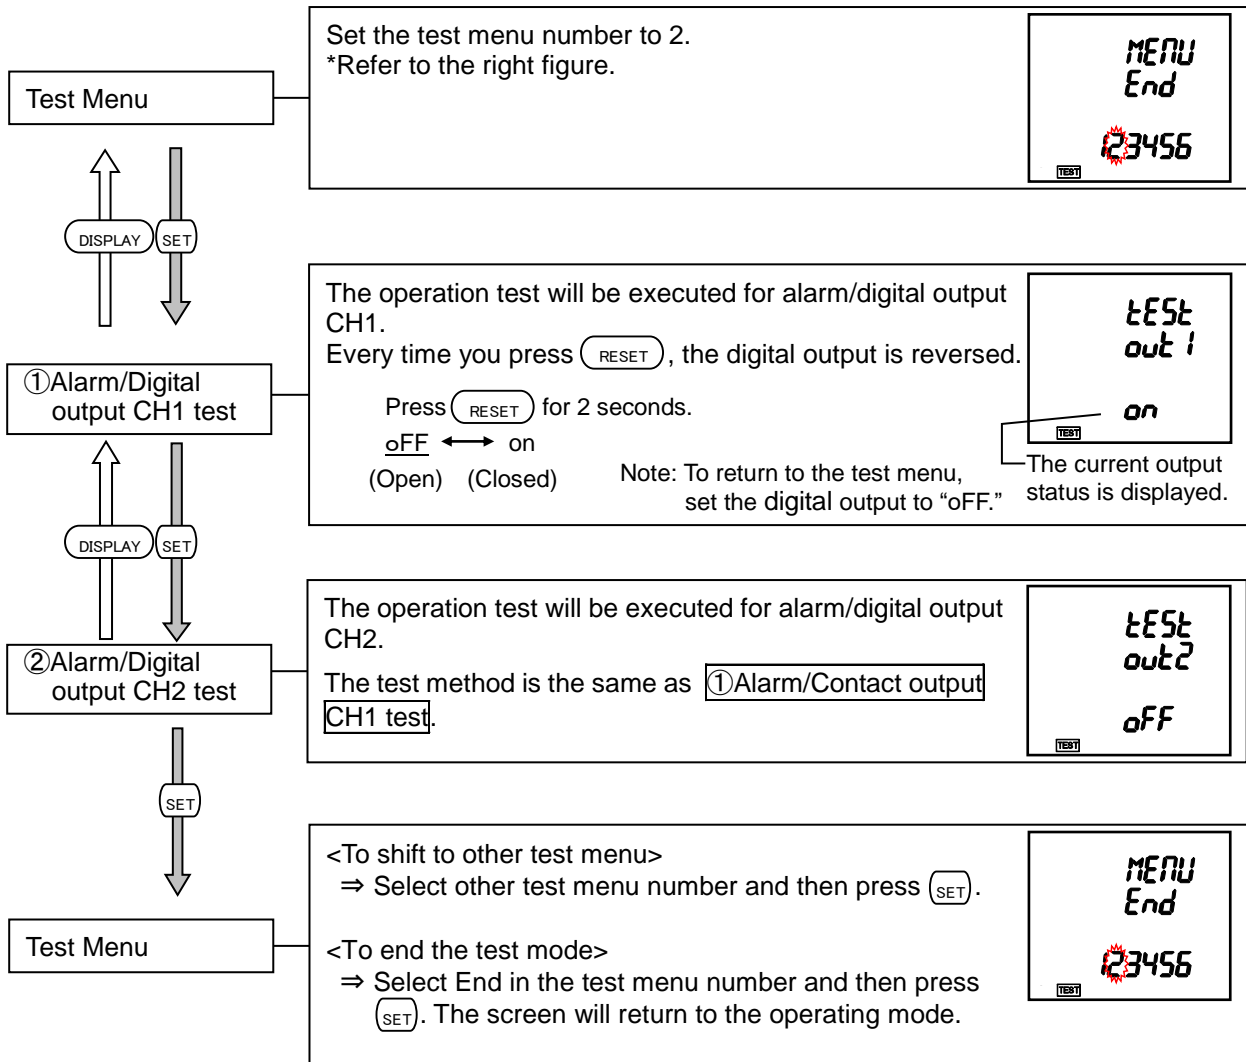 Test Menu
Set the test menu number to 2.
*Refer to the right figure.
MENU
End
123456
TEST
DISPLAY
SET
①Alarm/Digital
output CH1 test
The operation test will be executed for alarm/digital output
CH1.
Every time you press RESET, the digital output is reversed.
Press RESET for 2 seconds.
oFF ⟷ on
(Open) (Closed)
Note: To return to the test menu,
set the digital output to “oFF.”
tESt
out1
on
TEST
The current output
status is displayed.
DISPLAY
SET
②Alarm/Digital
output CH2 test
The operation test will be executed for alarm/digital output
CH2.
The test method is the same as ①Alarm/Contact output
CH1 test.
tESt
out2
oFF
TEST
SET
Test Menu
<To shift to other test menu>
⇒ Select other test menu number and then press SET.
<To end the test mode>
⇒ Select End in the test menu number and then press
SET. The screen will return to the operating mode.
MENU
End
123456
TEST